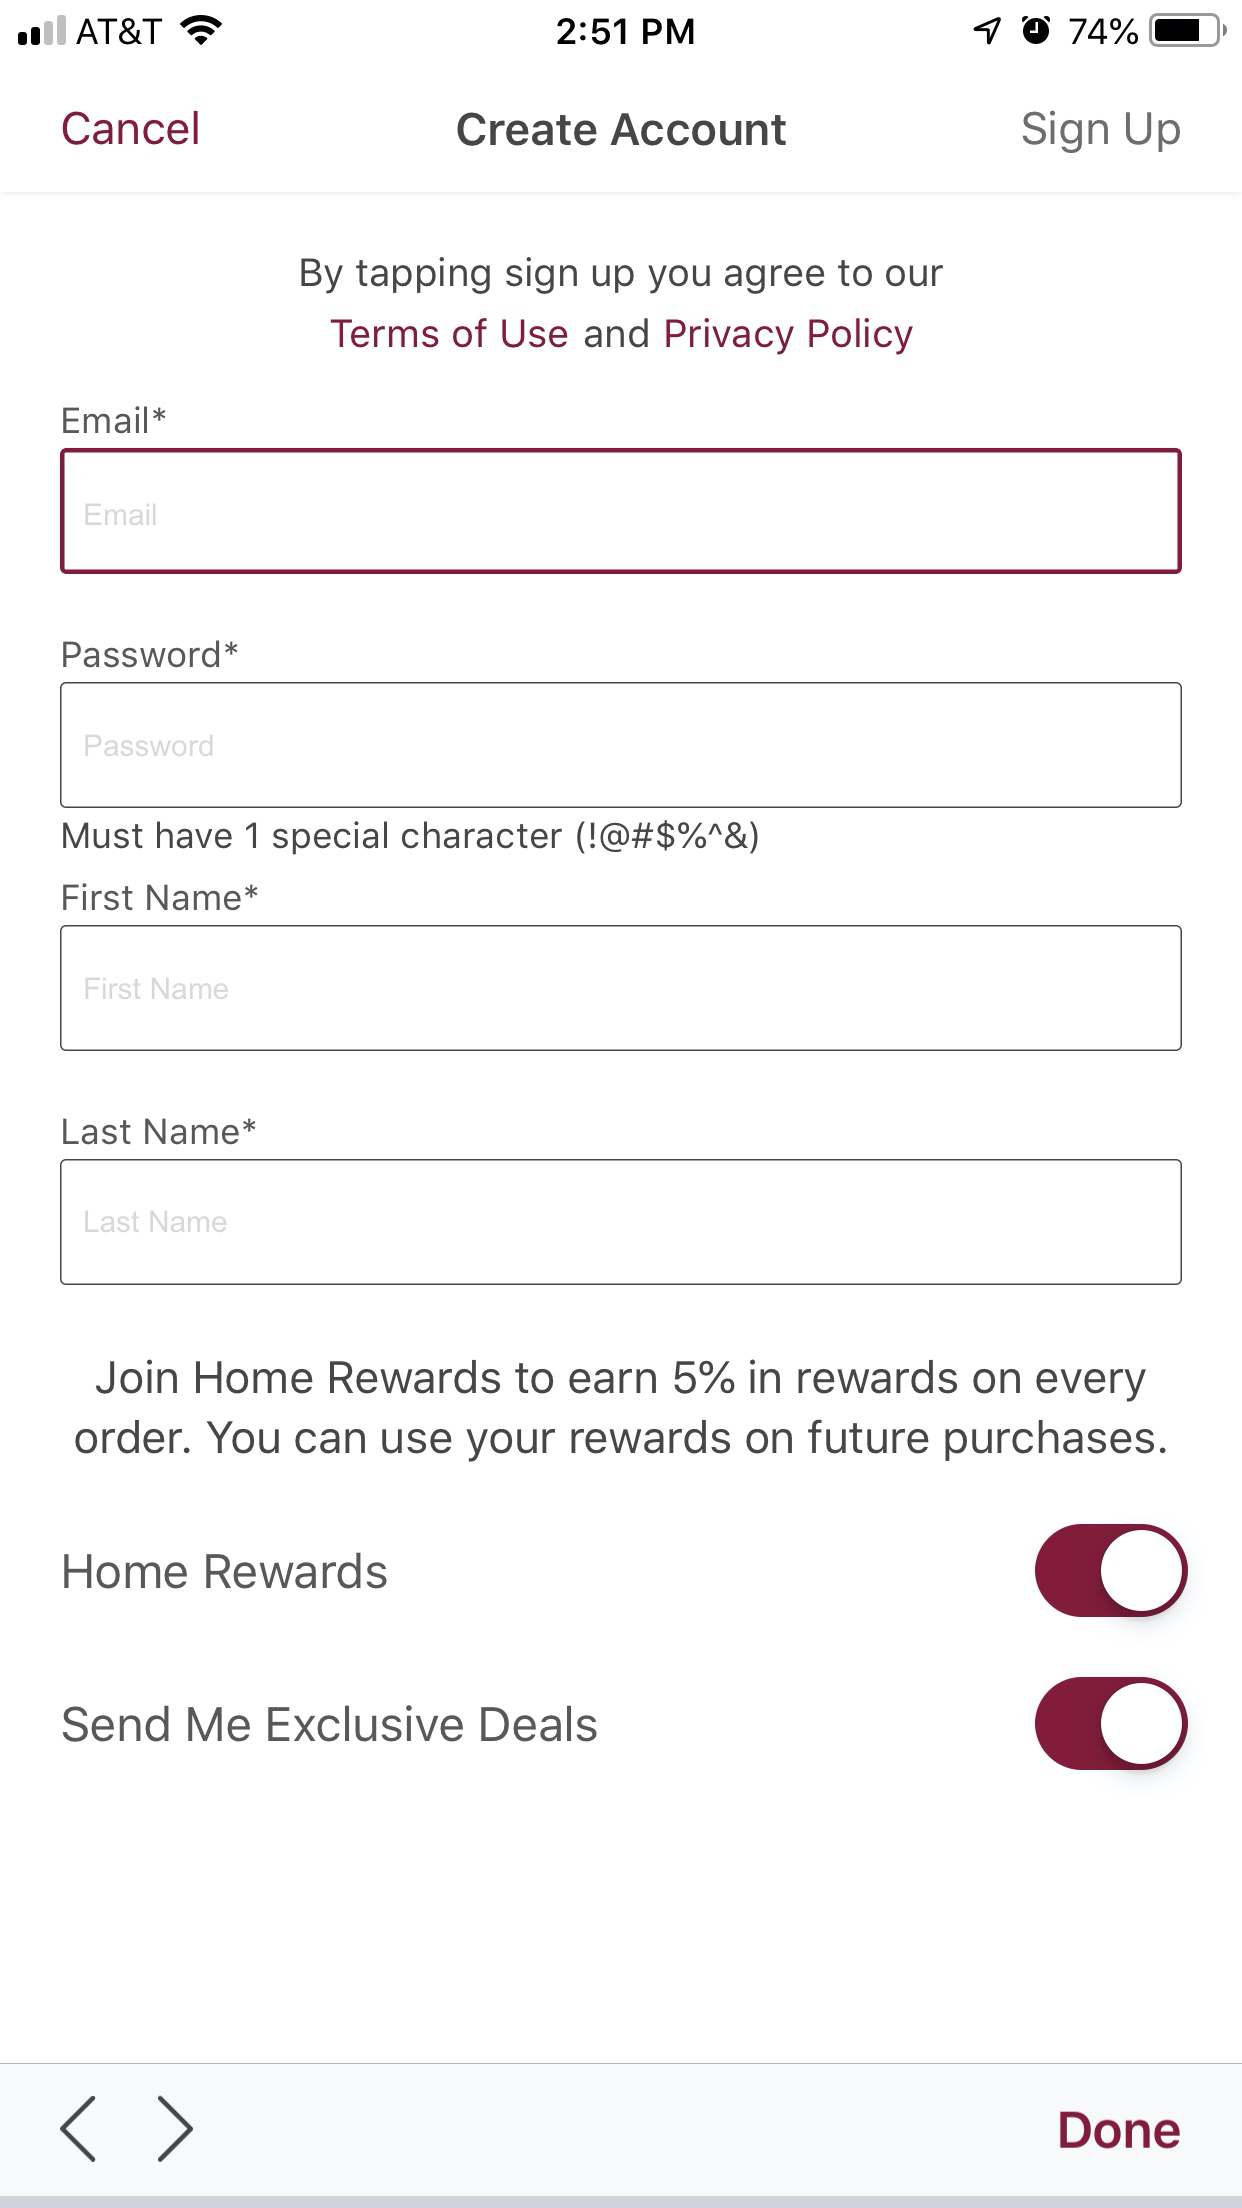 AT&T 2:51 PM 74%
Cancel Create Account Sign Up
By tapping sign up you agree to our
Terms of Use and Privacy Policy
Email*
Email
Password*
Password
Must have 1 special character (!@#$%^&)
First Name*
First Name
Last Name*
Last Name
Join Home Rewards to earn 5% in rewards on every
order. You can use your rewards on future purchases.
Home Rewards
Send Me Exclusive Deals
Done